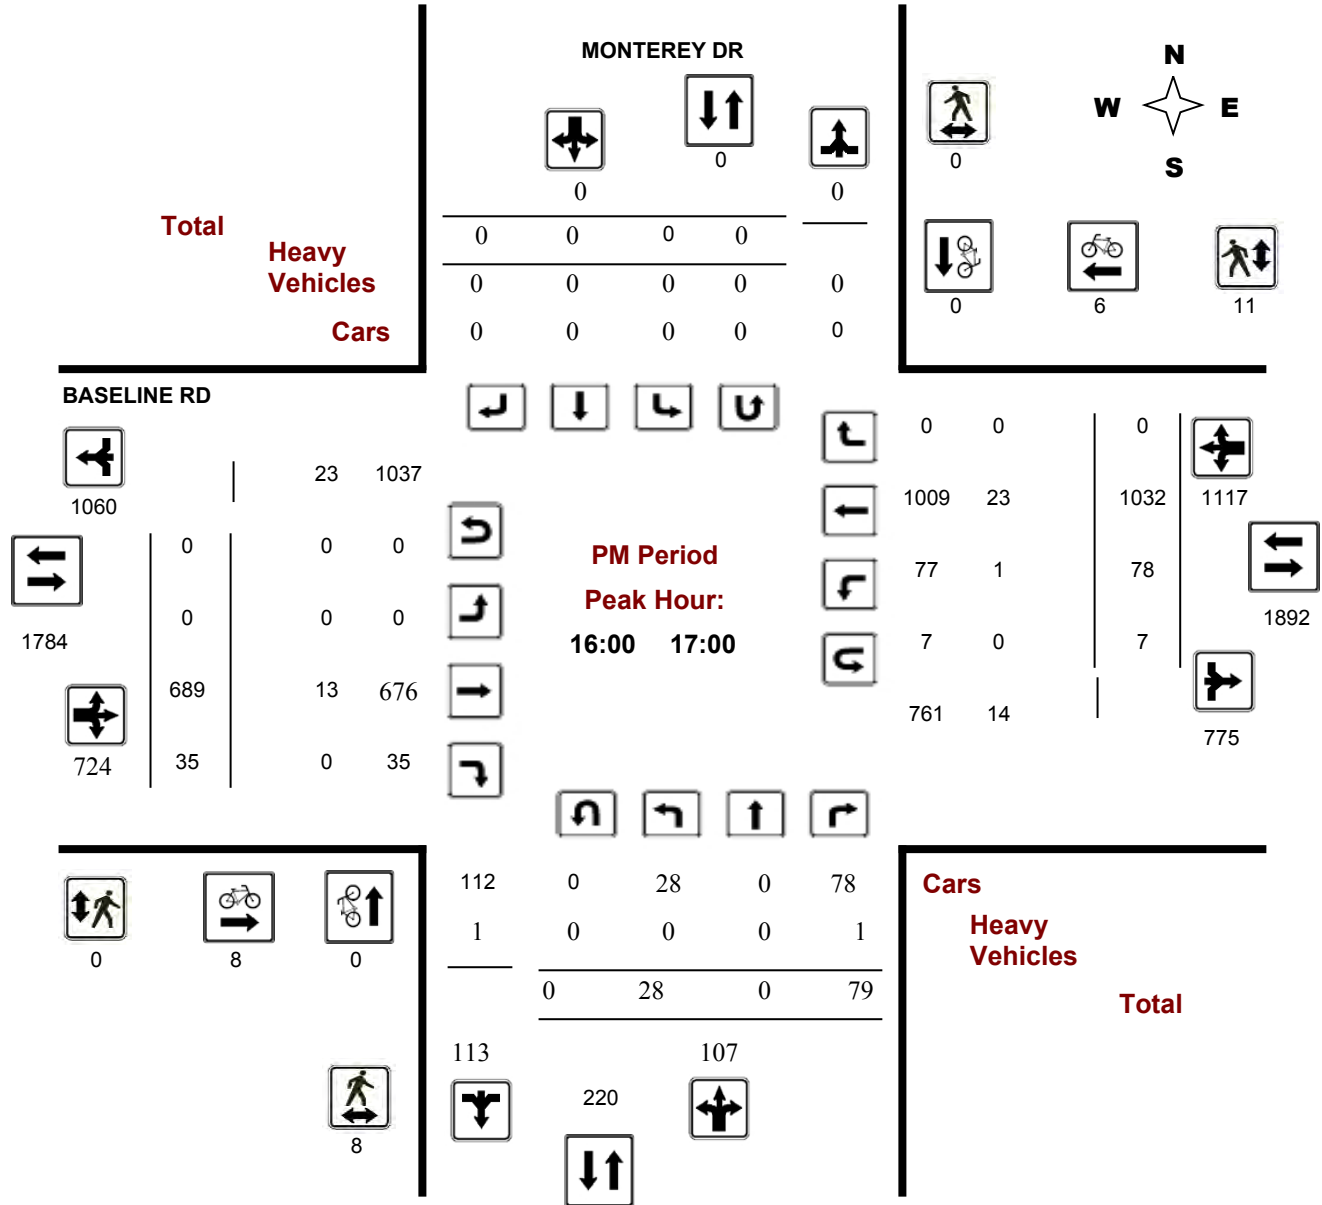 MONTEREY DR
N
W E
S
0
0
0 0
Total
0 0 0 0
Heavy
Vehicles
0 0 0 0 0
0 6 11
Cars
0 0 0 0 0
BASELINE RD
0 0 0
23 1037
1060
1009 23 1032 1117
0 0 0
PM Period
77 1 78
Peak Hour:
0 0 0
1892
1784
16:00 17:00
7 0 7
689 13 676
761 14
775
724 35 0 35
112 0 28 0 78
Cars
1 0 0 0 1
Heavy
Vehicles
0 8 0
0 28 0 79
Total
113 107
220
8